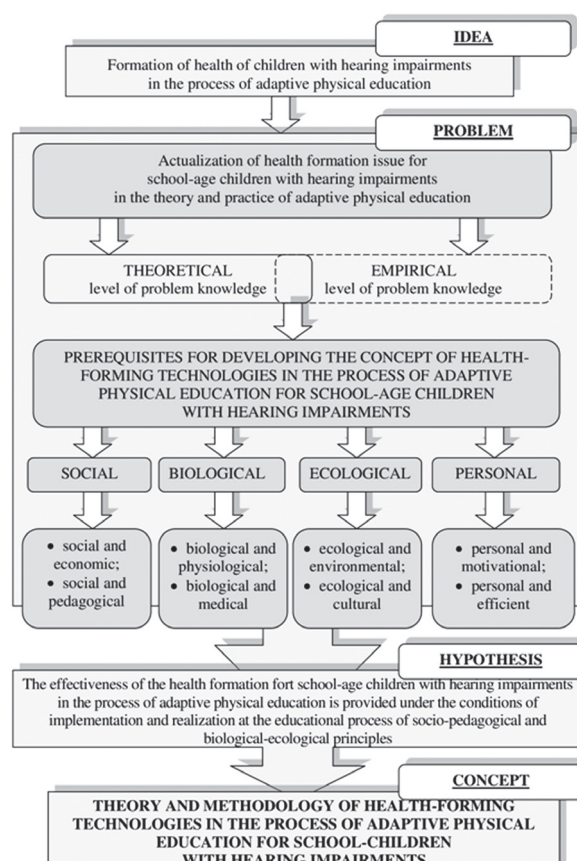 IDEA
Formation of health of children with hearing impairments
in the process of adaptive physical education
PROBLEM
Actualization of health formation issue for
school-age children with hearing impairments
in the theory and practice of adaptive physical education
THEORETICAL
level of problem knowledge
EMPIRICAL
level of problem knowledge
PREREQUISITES FOR DEVELOPING THE CONCEPT OF HEALTH-
FORMING TECHNOLOGIES IN THE PROCESS OF ADAPTIVE
PHYSICAL EDUCATION FOR SCHOOL-AGE CHILDREN
WITH HEARING IMPAIRMENTS
SOCIAL
BIOLOGICAL
ECOLOGICAL
PERSONAL
• social and
economic;
• social and
pedagogical
• biological and
physiological;
• biological and
medical
• ecological and
environmental;
• ecological and
cultural
• personal and
motivational;
• personal and
efficient
HYPOTHESIS
The effectiveness of the health formation fort school-age children with hearing impairments
in the process of adaptive physical education is provided under the conditions of
implementation and realization at the educational process of socio-pedagogical and
biological-ecological principles
CONCEPT
THEORY AND METHODOLOGY OF HEALTH-FORMING
TECHNOLOGIES IN THE PROCESS OF ADAPTIVE PHYSICAL
EDUCATION FOR SCHOOL-CHILDREN
WITH HEARING IMPAIRMENTS